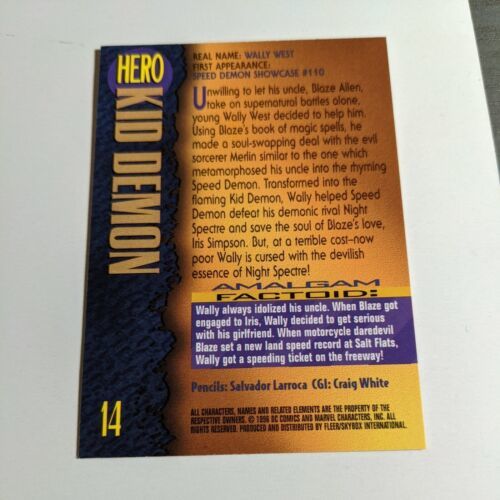 HERO
KID DEMON
REAL NAME: WALLY WEST
FIRST APPEARANCE:
SPEED DEMON SHOWCASE #110
Unwilling to let his uncle, Blaze Allen,
take on supernatural battles alone,
young Wally West decided to help him.
Using Blaze's book of magic spells, he
made a soul-swapping deal with the evil
sorcerer Merlin similar to the one which
metamorphosed his uncle into the rhyming
Speed Demon. Transformed into the
flaming Kid Demon, Wally helped Speed
Demon defeat his demonic rival Night
Spectre and save the soul of Blaze's love,
Iris Simpson. But, at a terrible cost–now
poor Wally is cursed with the devilish
essence of Night Spectre!
AMALGAM
FACTOID:
Wally always idolized his uncle. When Blaze got
engaged to Iris, Wally decided to get serious
with his girlfriend. When motorcycle daredevil
Blaze set a new land speed record at Salt Flats,
Wally got a speeding ticket on the freeway!
Pencils: Salvador Larroca CGI: Craig White
14
ALL CHARACTERS, NAMES AND RELATED ELEMENTS ARE THE PROPERTY OF THE
RESPECTIVE OWNERS. © 1996 DC COMICS AND MARVEL CHARACTERS, INC. ALL
RIGHTS RESERVED. PRODUCED AND DISTRIBUTED BY FLEER/SKYBOX INTERNATIONAL.